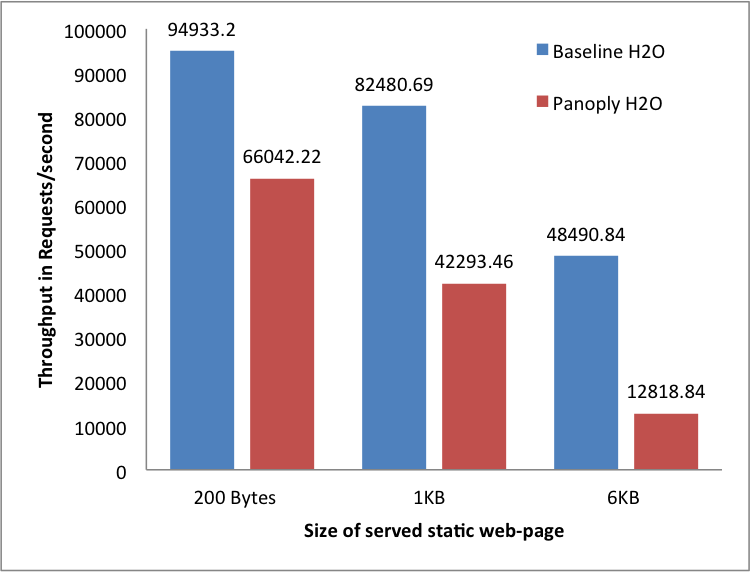 Throughput in Requests/second
100000
90000
80000
70000
60000
50000
40000
30000
20000
10000
0
94933.2
66042.22
82480.69
42293.46
48490.84
12818.84
Baseline H2O
Panoply H2O
200 Bytes
1KB
6KB
Size of served static web-page